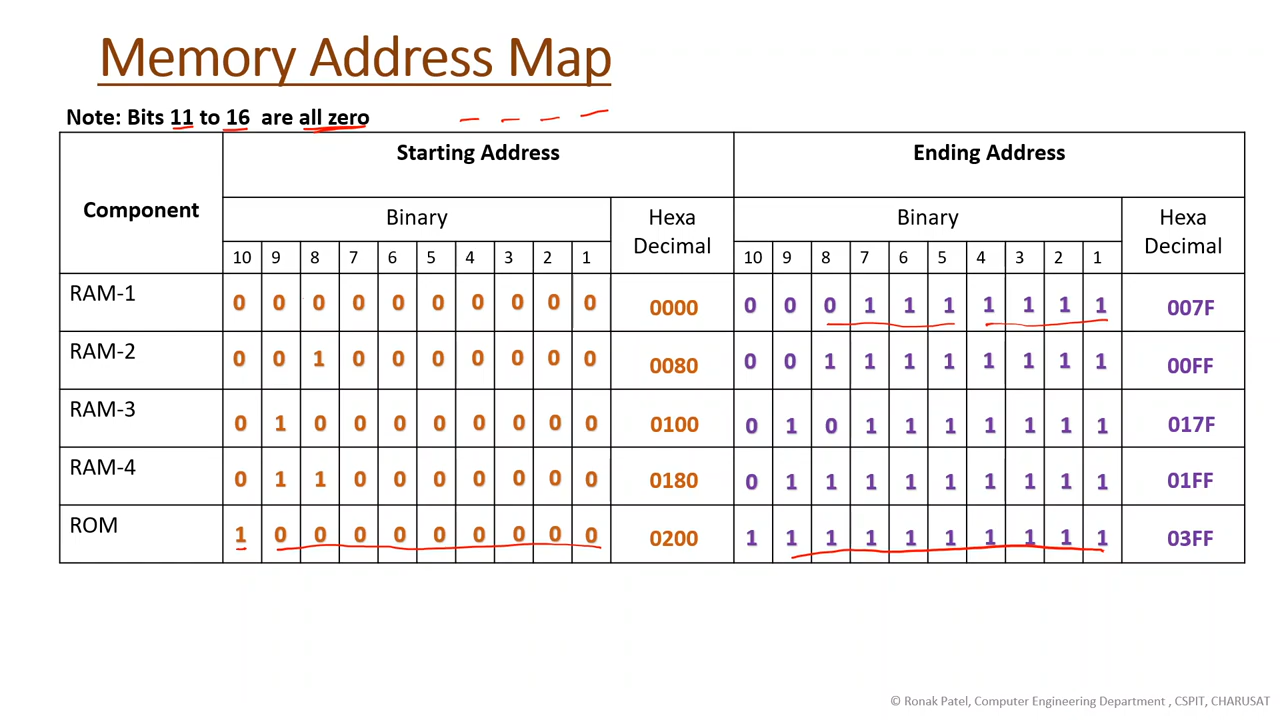 Memory Address Map
Note: Bits 11 to 16 are all zero
Component
Starting Address
Ending Address
Binary
Hexa
Decimal
Binary
Hexa
Decimal
10 9 8 7 6 5 4 3 2 1
10 9 8 7 6 5 4 3 2 1
RAM-1 0 0 0 0 0 0 0 0 0 0 0000 0 0 0 1 1 1 1 1 1 1 007F
RAM-2 0 0 1 0 0 0 0 0 0 0 0080 0 0 1 1 1 1 1 1 1 1 00FF
RAM-3 0 1 0 0 0 0 0 0 0 0 0100 0 1 0 1 1 1 1 1 1 1 017F
RAM-4 0 1 1 0 0 0 0 0 0 0 0180 0 1 1 1 1 1 1 1 1 1 01FF
ROM 1 0 0 0 0 0 0 0 0 0 0200 1 1 1 1 1 1 1 1 1 1 03FF
© Ronak Patel, Computer Engineering Department , CSPIT, CHARUSAT